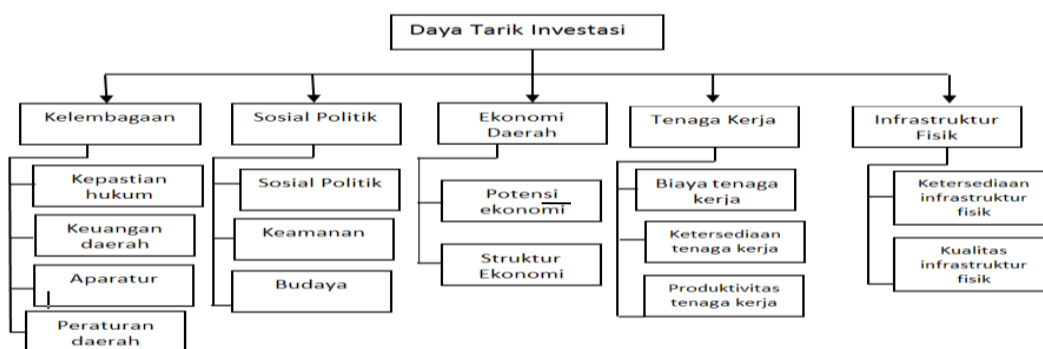 Daya Tarik Investasi
Kelembagaan
Kepastian
hukum
Keuangan
daerah
Aparatur
Peraturan
daerah
Sosial Politik
Sosial Politik
Keamanan
Budaya
Ekonomi
Daerah
Potensi
ekonomi
Struktur
Ekonomi
Tenaga Kerja
Biaya tenaga
kerja
Ketersediaan
tenaga kerja
Produktivitas
tenaga kerja
Infrastruktur
Fisik
Ketersediaan
infrastruktur
fisik
Kualitas
infrastruktur
fisik